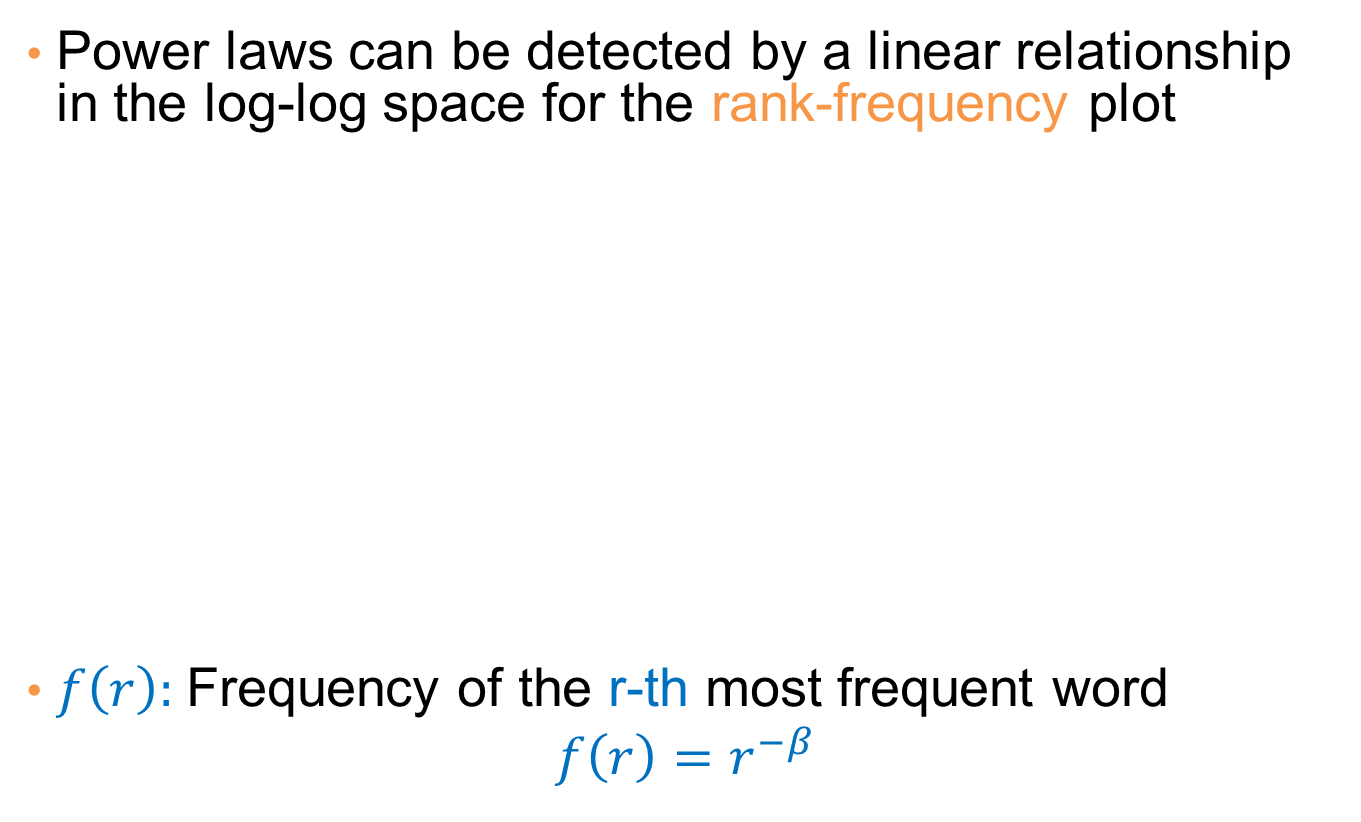 • Power laws can be detected by a linear relationship
in the log-log space for the rank-frequency plot
• f(r): Frequency of the r-th most frequent word
f(r) = r^{−β}